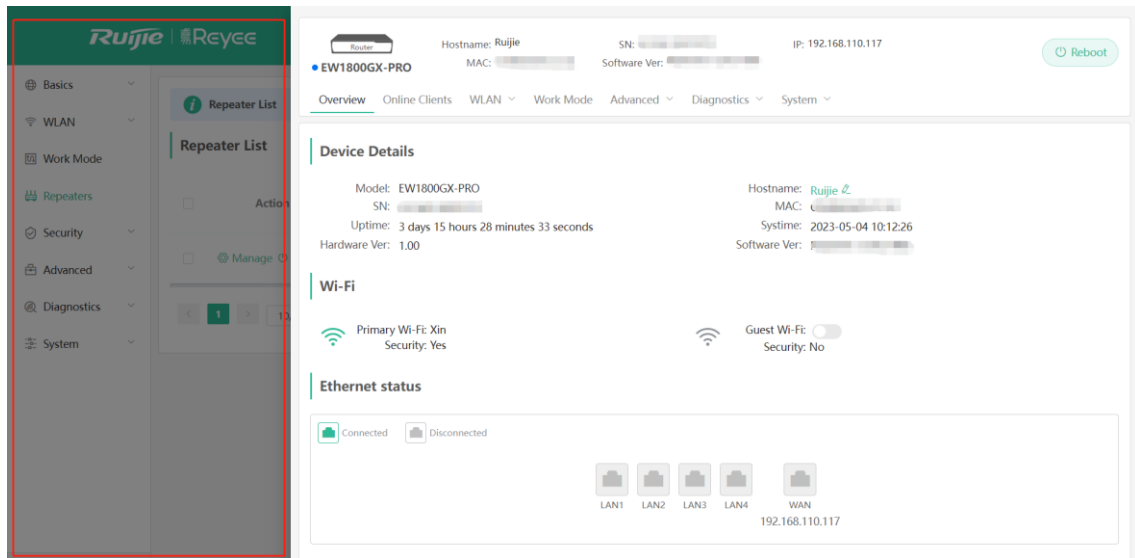 Ruijie | Reyee
Basics
WLAN
Work Mode
Repeaters
Security
Advanced
Diagnostics
System
Repeater List
Repeater List
Action
Manage
1
10/
Router
EW1800GX-PRO
Hostname: Ruijie
SN:
IP: 192.168.110.117
MAC:
Software Ver:
Reboot
Overview Online Clients WLAN Work Mode Advanced Diagnostics System
Device Details
Model: EW1800GX-PRO
Hostname: Ruijie
SN:
MAC:
Uptime: 3 days 15 hours 28 minutes 33 seconds
Systime: 2023-05-04 10:12:26
Hardware Ver: 1.00
Software Ver:
Wi-Fi
Primary Wi-Fi: Xin
Guest Wi-Fi:
Security: Yes
Security: No
Ethernet status
Connected Disconnected
LAN1 LAN2 LAN3 LAN4 WAN
192.168.110.117